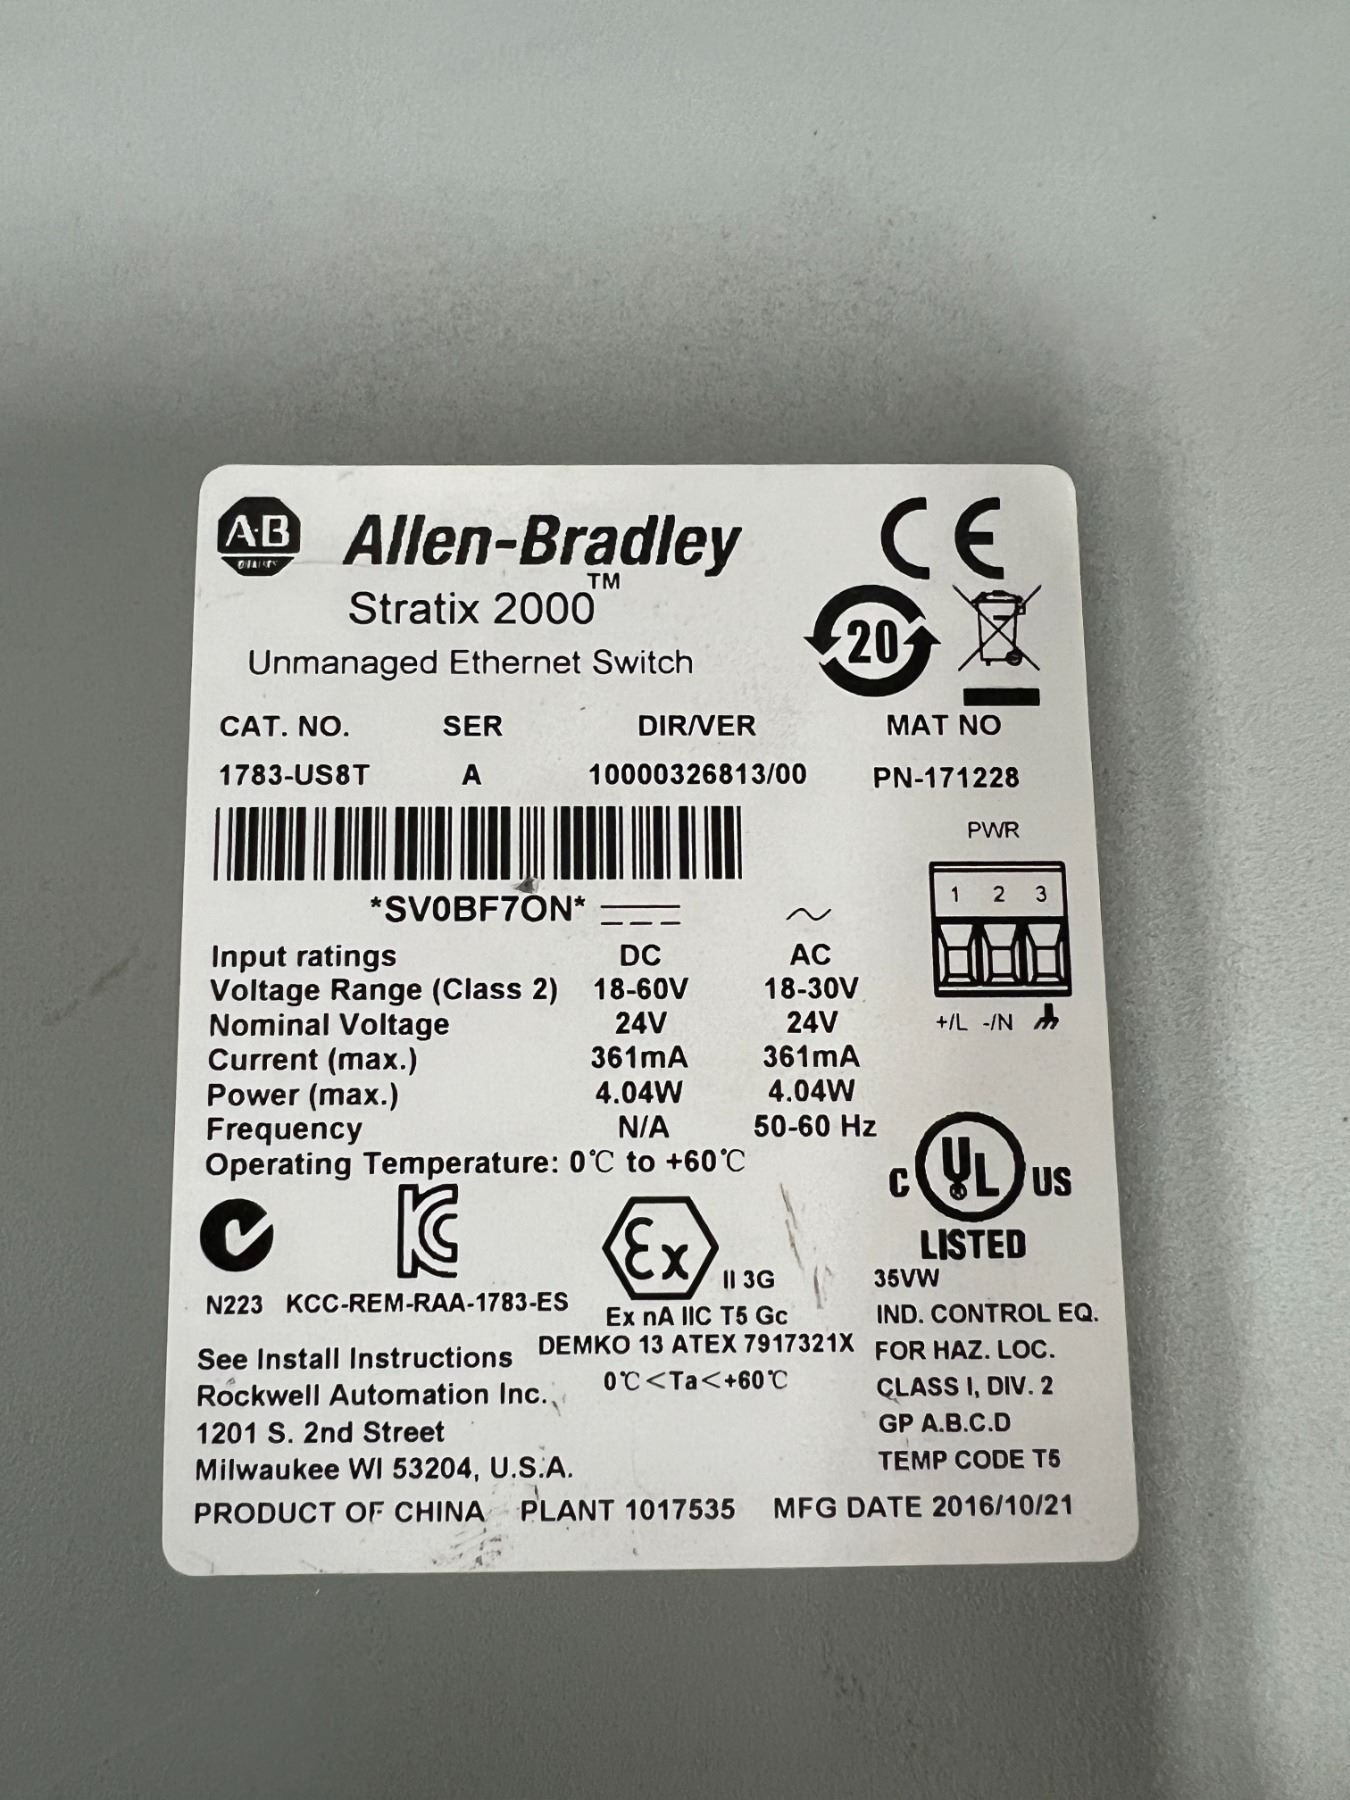 A·B
QUALITY
Allen-Bradley
Stratix 2000™
Unmanaged Ethernet Switch
CE
20
CAT. NO. SER DIR/VER MAT NO
1783-US8T A 10000326813/00 PN-171228
PWR
1 2 3
+/L -/N
*SV0BF7ON*
Input ratings DC AC
Voltage Range (Class 2) 18-60V 18-30V
Nominal Voltage 24V 24V
Current (max.) 361mA 361mA
Power (max.) 4.04W 4.04W
Frequency N/A 50-60 Hz
Operating Temperature: 0℃ to +60℃
C UL US
LISTED
35VW
IND. CONTROL EQ.
FOR HAZ. LOC.
CLASS I, DIV. 2
GP A.B.C.D
TEMP CODE T5
KC
N223 KCC-REM-RAA-1783-ES
Ex II 3G
Ex nA IIC T5 Gc
DEMKO 13 ATEX 7917321X
0℃<Ta<+60℃
See Install Instructions
Rockwell Automation Inc.
1201 S. 2nd Street
Milwaukee WI 53204, U.S.A.
PRODUCT OF CHINA PLANT 1017535 MFG DATE 2016/10/21